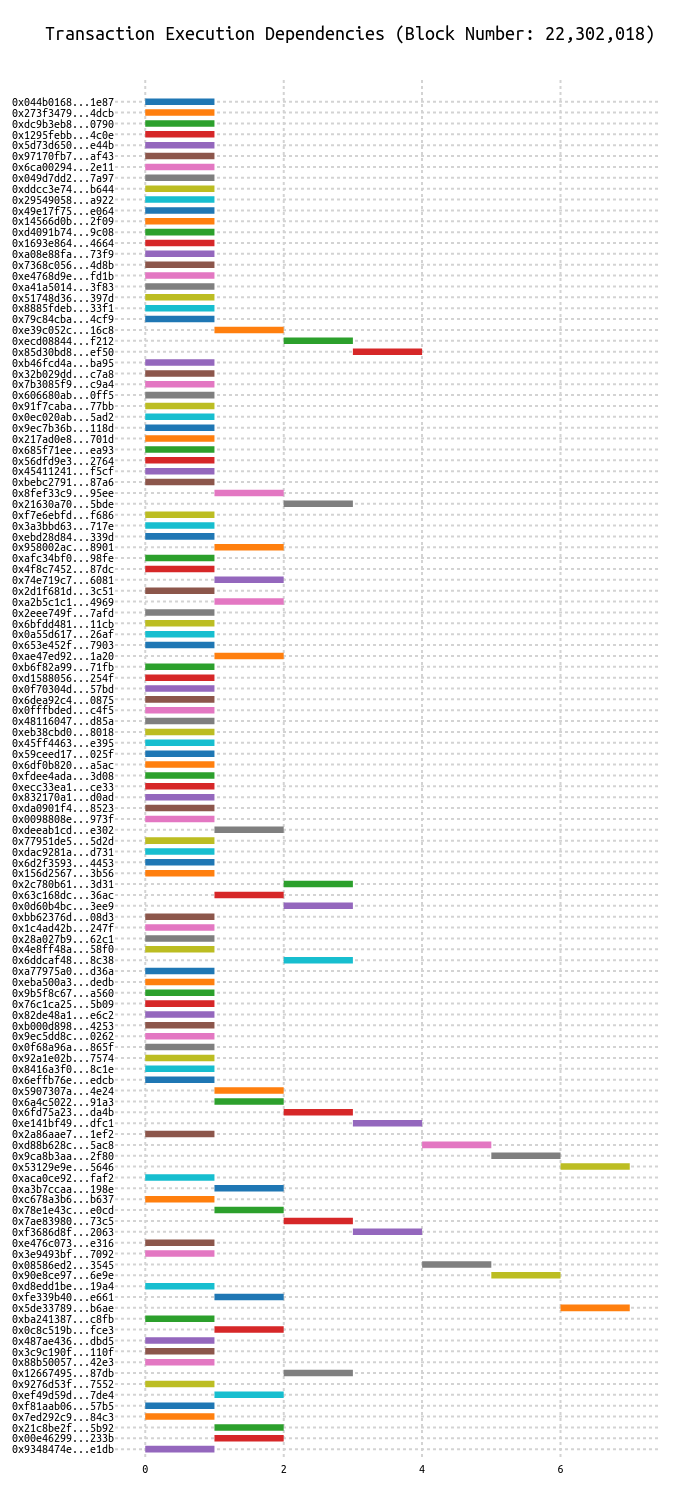 Transaction Execution Dependencies (Block Number: 22,302,018)
0x044b0168...1e87
0x273f3479...4dcb
0xdc9b3eb8...0790
0x1295febb...4c0e
0x5d73d650...e44b
0x97170fb7...af43
0x6ca00294...2e11
0x049d7dd2...7a97
0xddcc3e74...b644
0x29549058...a922
0x49e17f75...e064
0x14566d0b...2f09
0xd4091b74...9c08
0x1693e864...4664
0xa08e88fa...73f9
0x7368c056...4d8b
0xe4768d9e...fd1b
0xa41a5014...3f83
0x51748d36...397d
0x8885fdeb...33f1
0x79c84cba...4cf9
0xe39c052c...16c8
0xecd08844...f212
0x85d30bd8...ef50
0xb46fcd4a...ba95
0x32b029dd...c7a8
0x7b3085f9...c9a4
0x606680ab...0ff5
0x91f7caba...77bb
0x0ec020ab...5ad2
0x9ec7b36b...118d
0x217ad0e8...701d
0x685f71ee...ea93
0x56dfd9e3...2764
0x45411241...f5cf
0xbebc2791...87a6
0x8fef33c9...95ee
0x21630a70...5bde
0xf7e6ebfd...f686
0x3a3bbd63...717e
0xebd28d84...339d
0x958002ac...8901
0xafc34bf0...98fe
0x4f8c7452...87dc
0x74e719c7...6081
0x2d1f681d...3c51
0xa2b5c1c1...4969
0x2eee749f...7afd
0x6bfdd481...11cb
0x0a55d617...26af
0x653e452f...7903
0xae47ed92...1a20
0xb6f82a99...71fb
0xd1588056...254f
0x0f70304d...57bd
0x6dea92c4...0875
0x0fffbded...c4f5
0x48116047...d85a
0xeb38cbd0...8018
0x45ff4463...e395
0x59ceed17...025f
0x6df0b820...a5ac
0xfdee4ada...3d08
0xecc33ea1...ce33
0x832170a1...d0ad
0xda0901f4...8523
0x0098808e...973f
0xdeeab1cd...e302
0x77951de5...5d2d
0xdac9281a...d731
0x6d2f3593...4453
0x156d2567...3b56
0x2c780b61...3d31
0x63c168dc...36ac
0x0d60b4bc...3ee9
0xbb62376d...08d3
0x1c4ad42b...247f
0x28a027b9...62c1
0x4e8ff48a...58f0
0x6ddcaf48...8c38
0xa77975a0...d36a
0xeba500a3...dedb
0x9b5f8c67...a560
0x76c1ca25...5b09
0x82de48a1...e6c2
0xb000d898...4253
0x9ec5dd8c...0262
0x0f68a96a...865f
0x92a1e02b...7574
0x8416a3f0...8c1e
0x6effb76e...edcb
0x5907307a...4e24
0x6a4c5022...91a3
0x6fd75a23...da4b
0xe141bf49...dfc1
0x2a86aae7...1ef2
0xd88b628c...5ac8
0x9ca8b3aa...2f80
0x53129e9e...5646
0xaca0ce92...faf2
0xa3b7ccaa...198e
0xc678a3b6...b637
0x78e1e43c...e0cd
0x7ae83980...73c5
0xf3686d8f...2063
0xe476c073...e316
0x3e9493bf...7092
0x08586ed2...3545
0x90e8ce97...6e9e
0xd8edd1be...19a4
0xfe339b40...e661
0x5de33789...b6ae
0xba241387...c8fb
0x0c8c519b...fce3
0x487ae436...dbd5
0x3c9c190f...110f
0x88b50057...42e3
0x12667495...87db
0x9276d53f...7552
0xef49d59d...7de4
0xf81aab06...57b5
0x7ed292c9...84c3
0x21c8be2f...5b92
0x00e46299...233b
0x9348474e...e1db
0 2 4 6